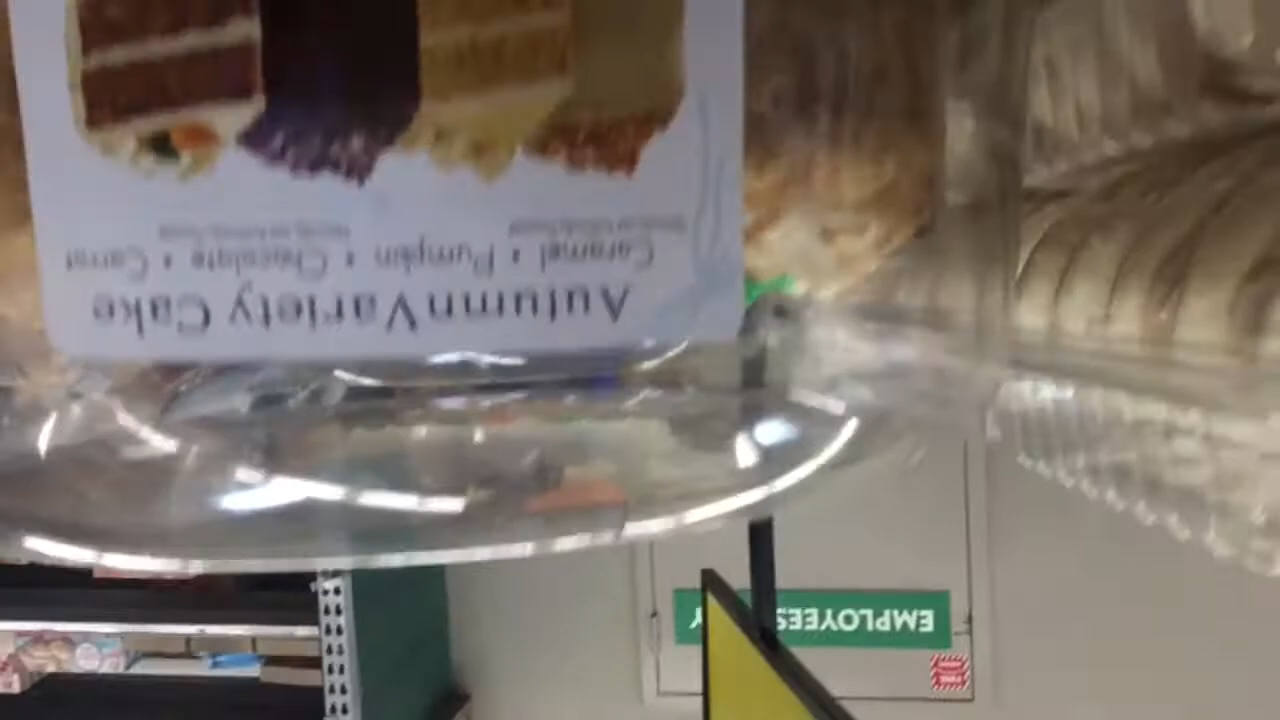 Autumn Variety Cake
Caramel • Pumpkin • Chocolate • Carrot
EMPLOYEES